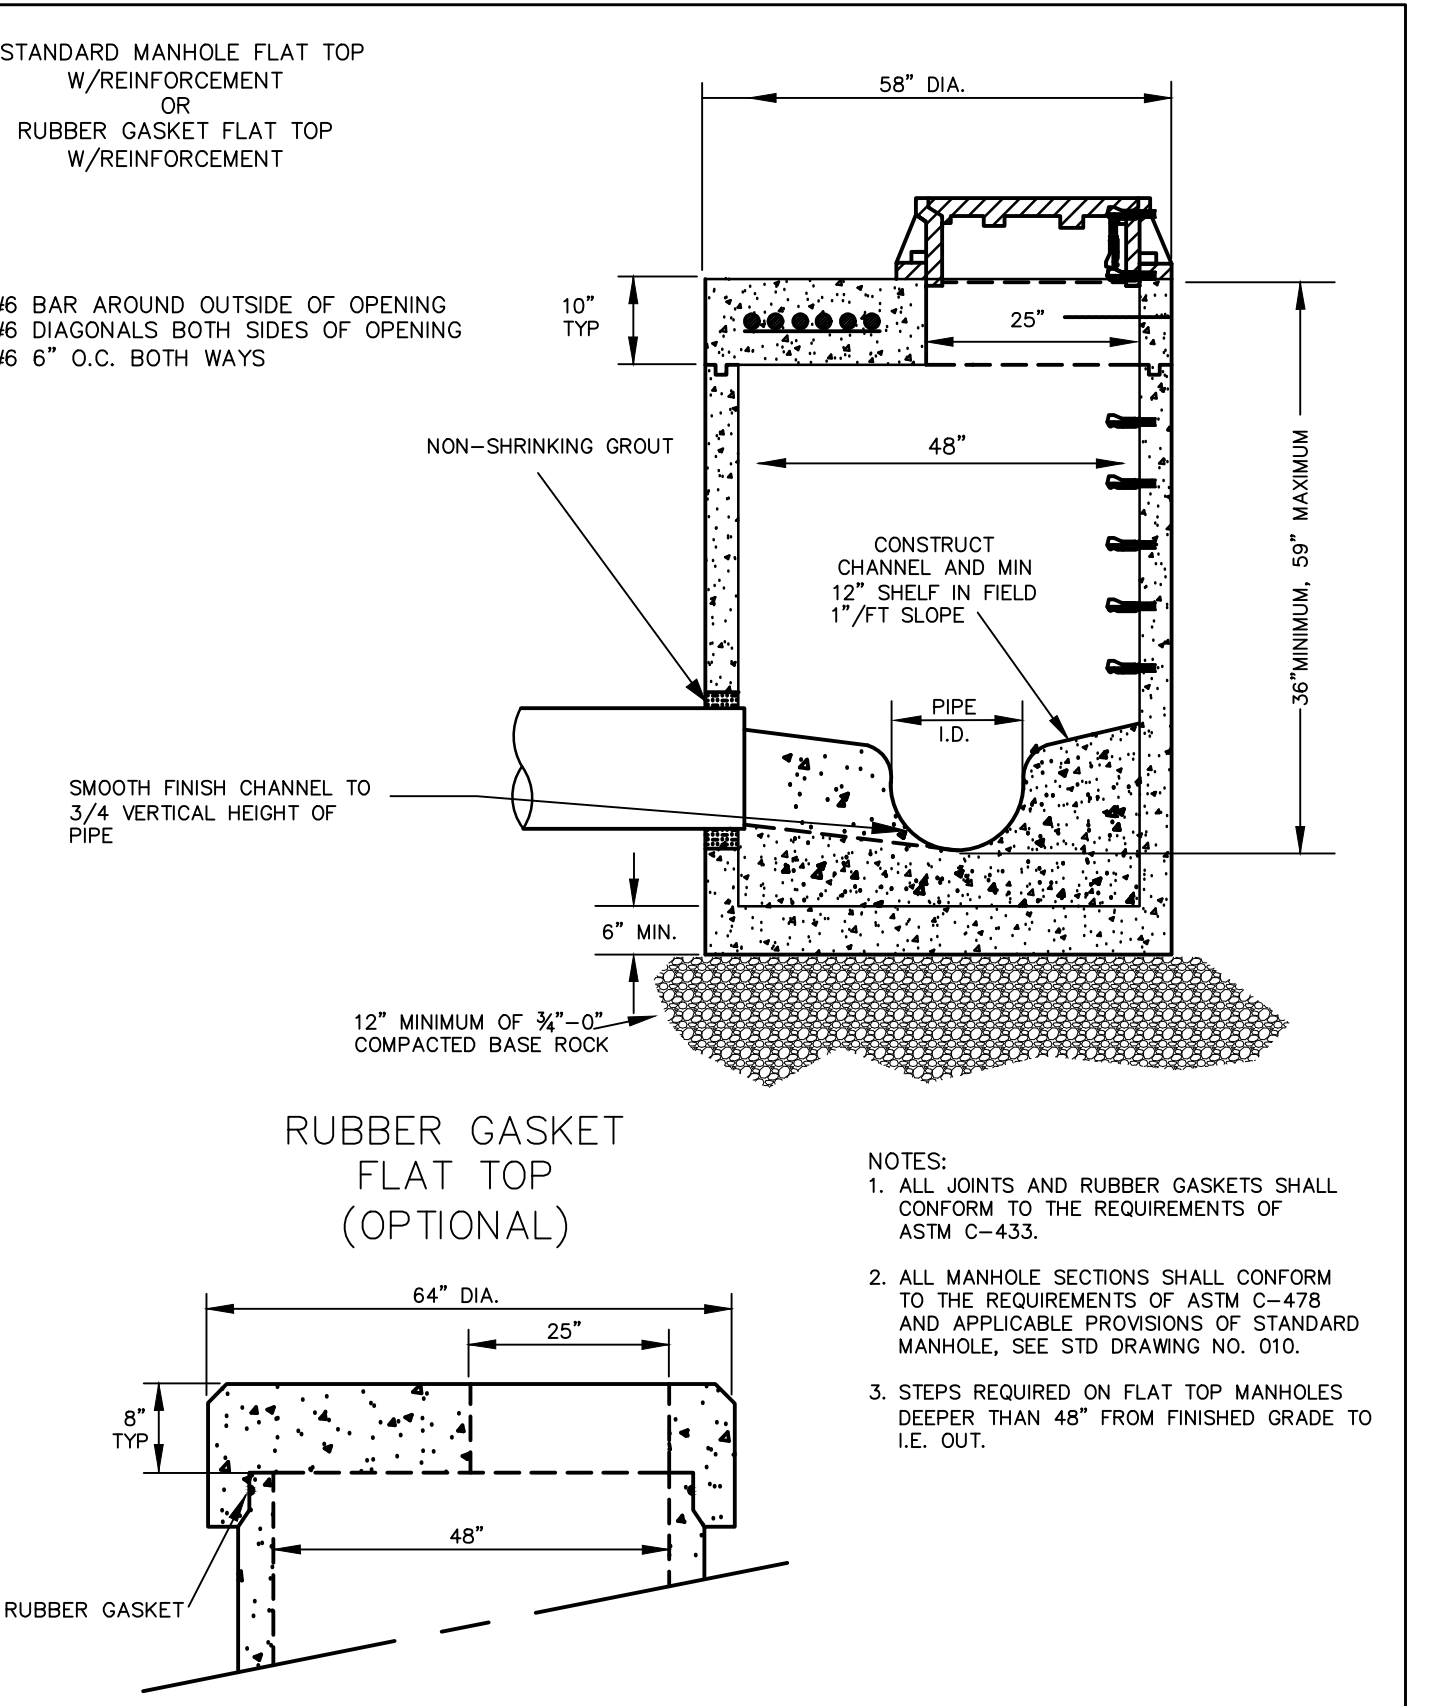 STANDARD MANHOLE FLAT TOP
W/REINFORCEMENT
OR
RUBBER GASKET FLAT TOP
W/REINFORCEMENT
58" DIA.
#6 BAR AROUND OUTSIDE OF OPENING
#6 DIAGONALS BOTH SIDES OF OPENING
#6 6" O.C. BOTH WAYS
10"
TYP
25"
NON-SHRINKING GROUT
48"
36"MINIMUM, 59" MAXIMUM
CONSTRUCT
CHANNEL AND MIN
12" SHELF IN FIELD
1"/FT SLOPE
PIPE
I.D.
SMOOTH FINISH CHANNEL TO
3/4 VERTICAL HEIGHT OF
PIPE
6" MIN.
12" MINIMUM OF ¾"-0"
COMPACTED BASE ROCK
RUBBER GASKET
FLAT TOP
(OPTIONAL)
64" DIA.
25"
8"
TYP
48"
RUBBER GASKET
NOTES:
1. ALL JOINTS AND RUBBER GASKETS SHALL
CONFORM TO THE REQUIREMENTS OF
ASTM C-433.
2. ALL MANHOLE SECTIONS SHALL CONFORM
TO THE REQUIREMENTS OF ASTM C-478
AND APPLICABLE PROVISIONS OF STANDARD
MANHOLE, SEE STD DRAWING NO. 010.
3. STEPS REQUIRED ON FLAT TOP MANHOLES
DEEPER THAN 48" FROM FINISHED GRADE TO
I.E. OUT.